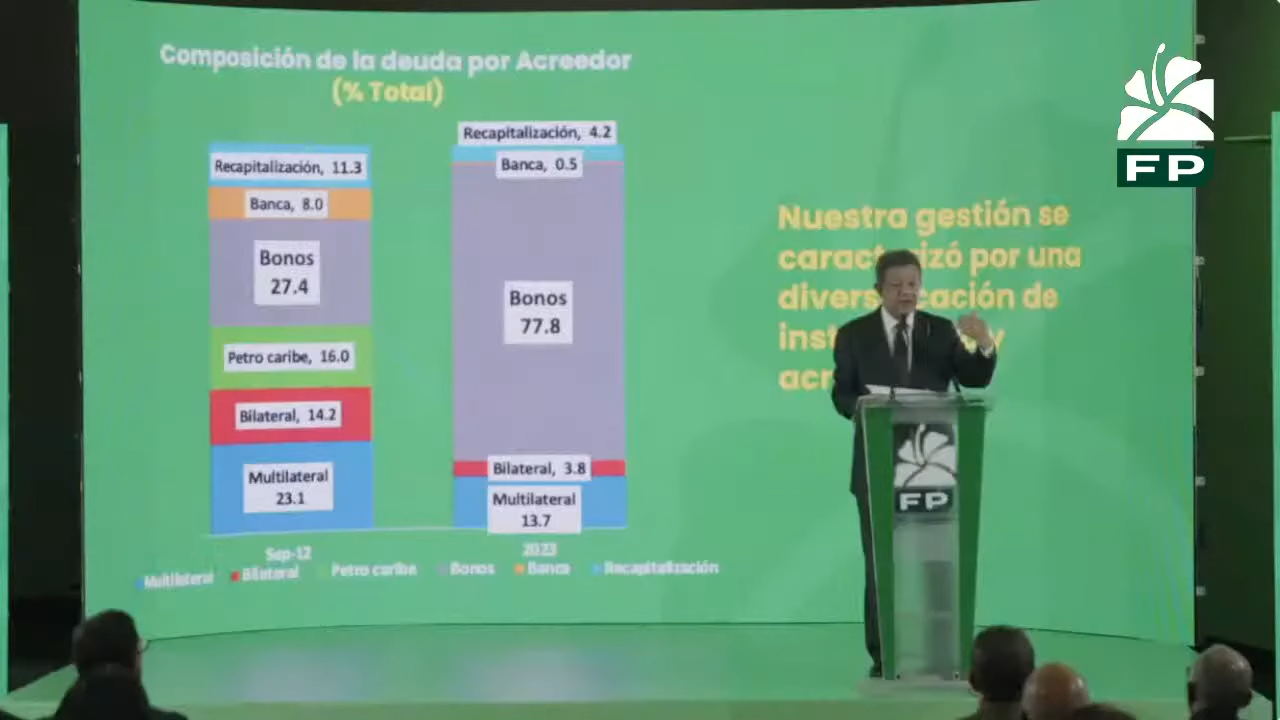 Composición de la deuda por Acreedor
(% Total)
Recapitalización, 11.3
Banca, 8.0
Bonos
27.4
Petro caribe, 16.0
Bilateral, 14.2
Multilateral
23.1
Sep-12
Recapitalización, 4.2
Banca, 0.5
Bonos
77.8
Bilateral, 3.8
Multilateral
13.7
2023
Multilateral Bilateral Petro caribe Bonos Banca Recapitalización
Nuestra gestión se
por una
de
y
FP
FP